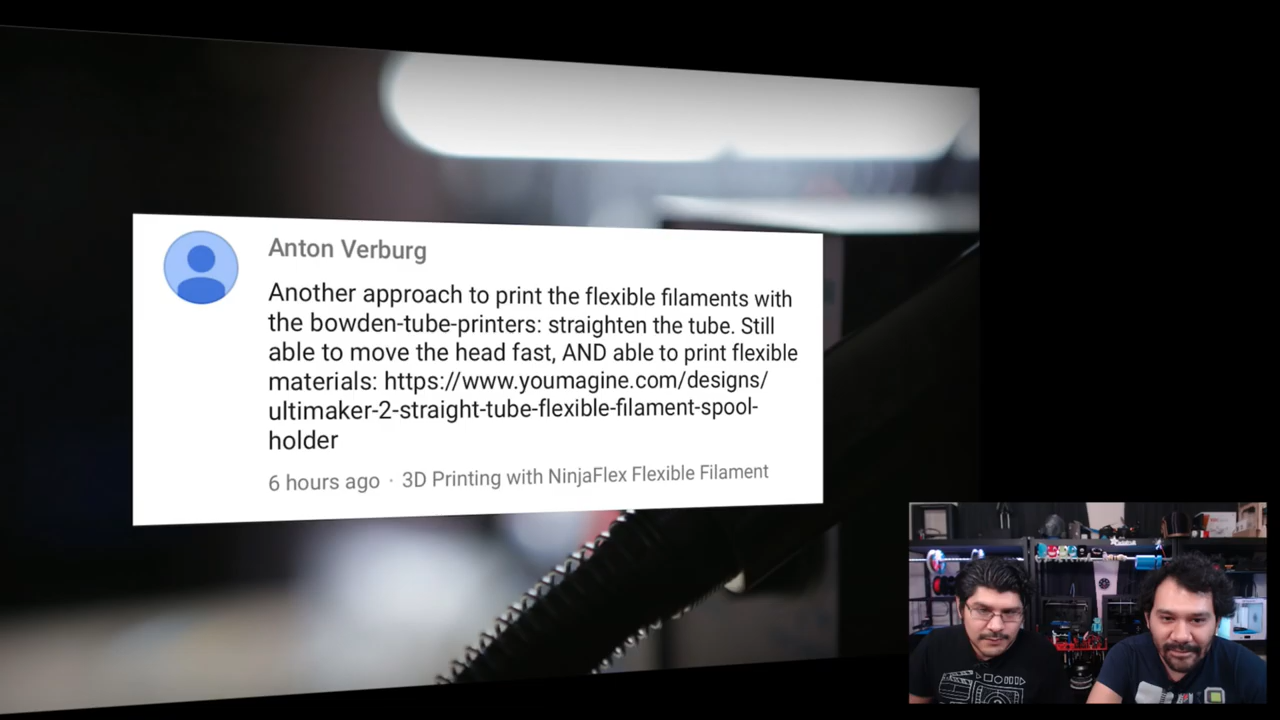 Anton Verburg
Another approach to print the flexible filaments with
the bowden-tube-printers: straighten the tube. Still
able to move the head fast, AND able to print flexible
materials: https://www.youmagine.com/designs/
ultimaker-2-straight-tube-flexible-filament-spool-
holder
6 hours ago · 3D Printing with NinjaFlex Flexible Filament